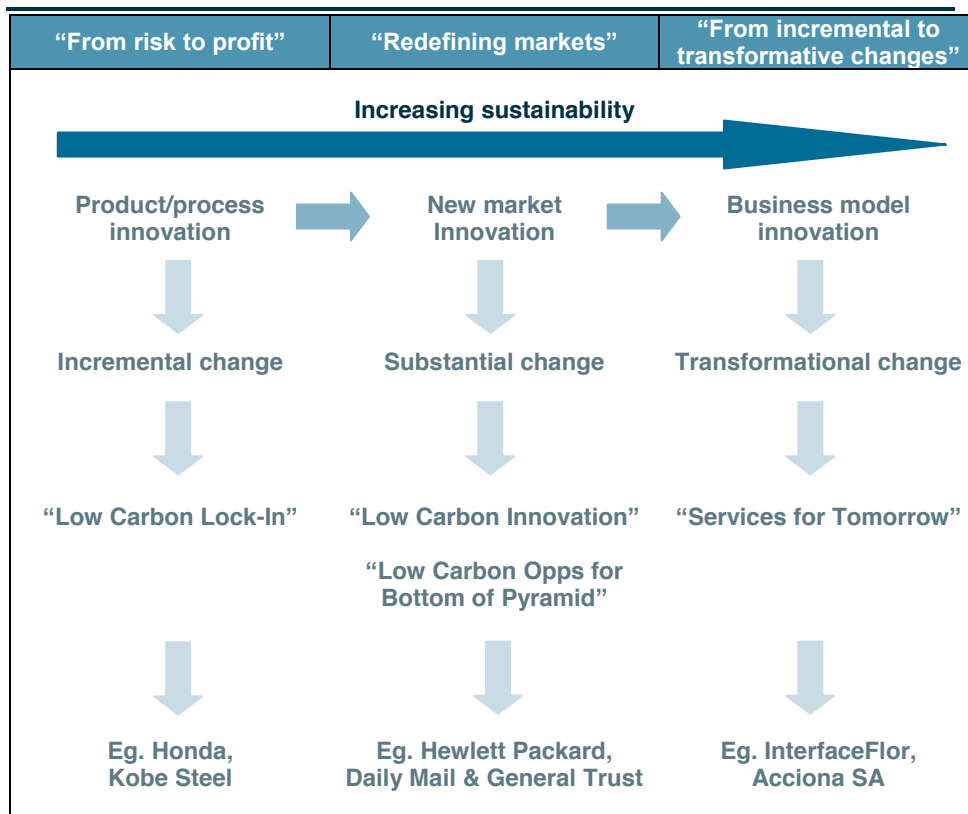 “From risk to profit”
“Redefining markets”
“From incremental to
transformative changes”
Increasing sustainability
Product/process
innovation
New market
Innovation
Business model
innovation
Incremental change
Substantial change
Transformational change
“Low Carbon Lock-In”
“Low Carbon Innovation”
“Low Carbon Opps for
Bottom of Pyramid”
“Services for Tomorrow”
Eg. Honda,
Kobe Steel
Eg. Hewlett Packard,
Daily Mail & General Trust
Eg. InterfaceFlor,
Acciona SA